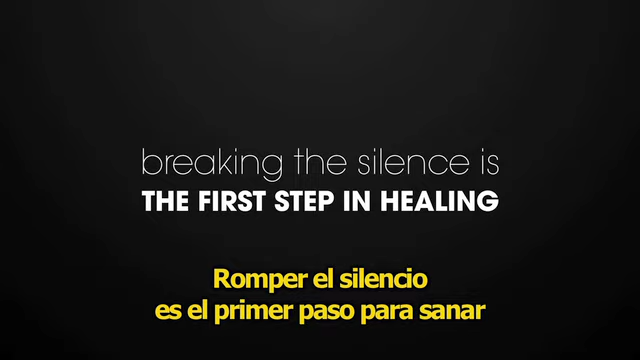 breaking the silence is
THE FIRST STEP IN HEALING
Romper el silencio
es el primer paso para sanar